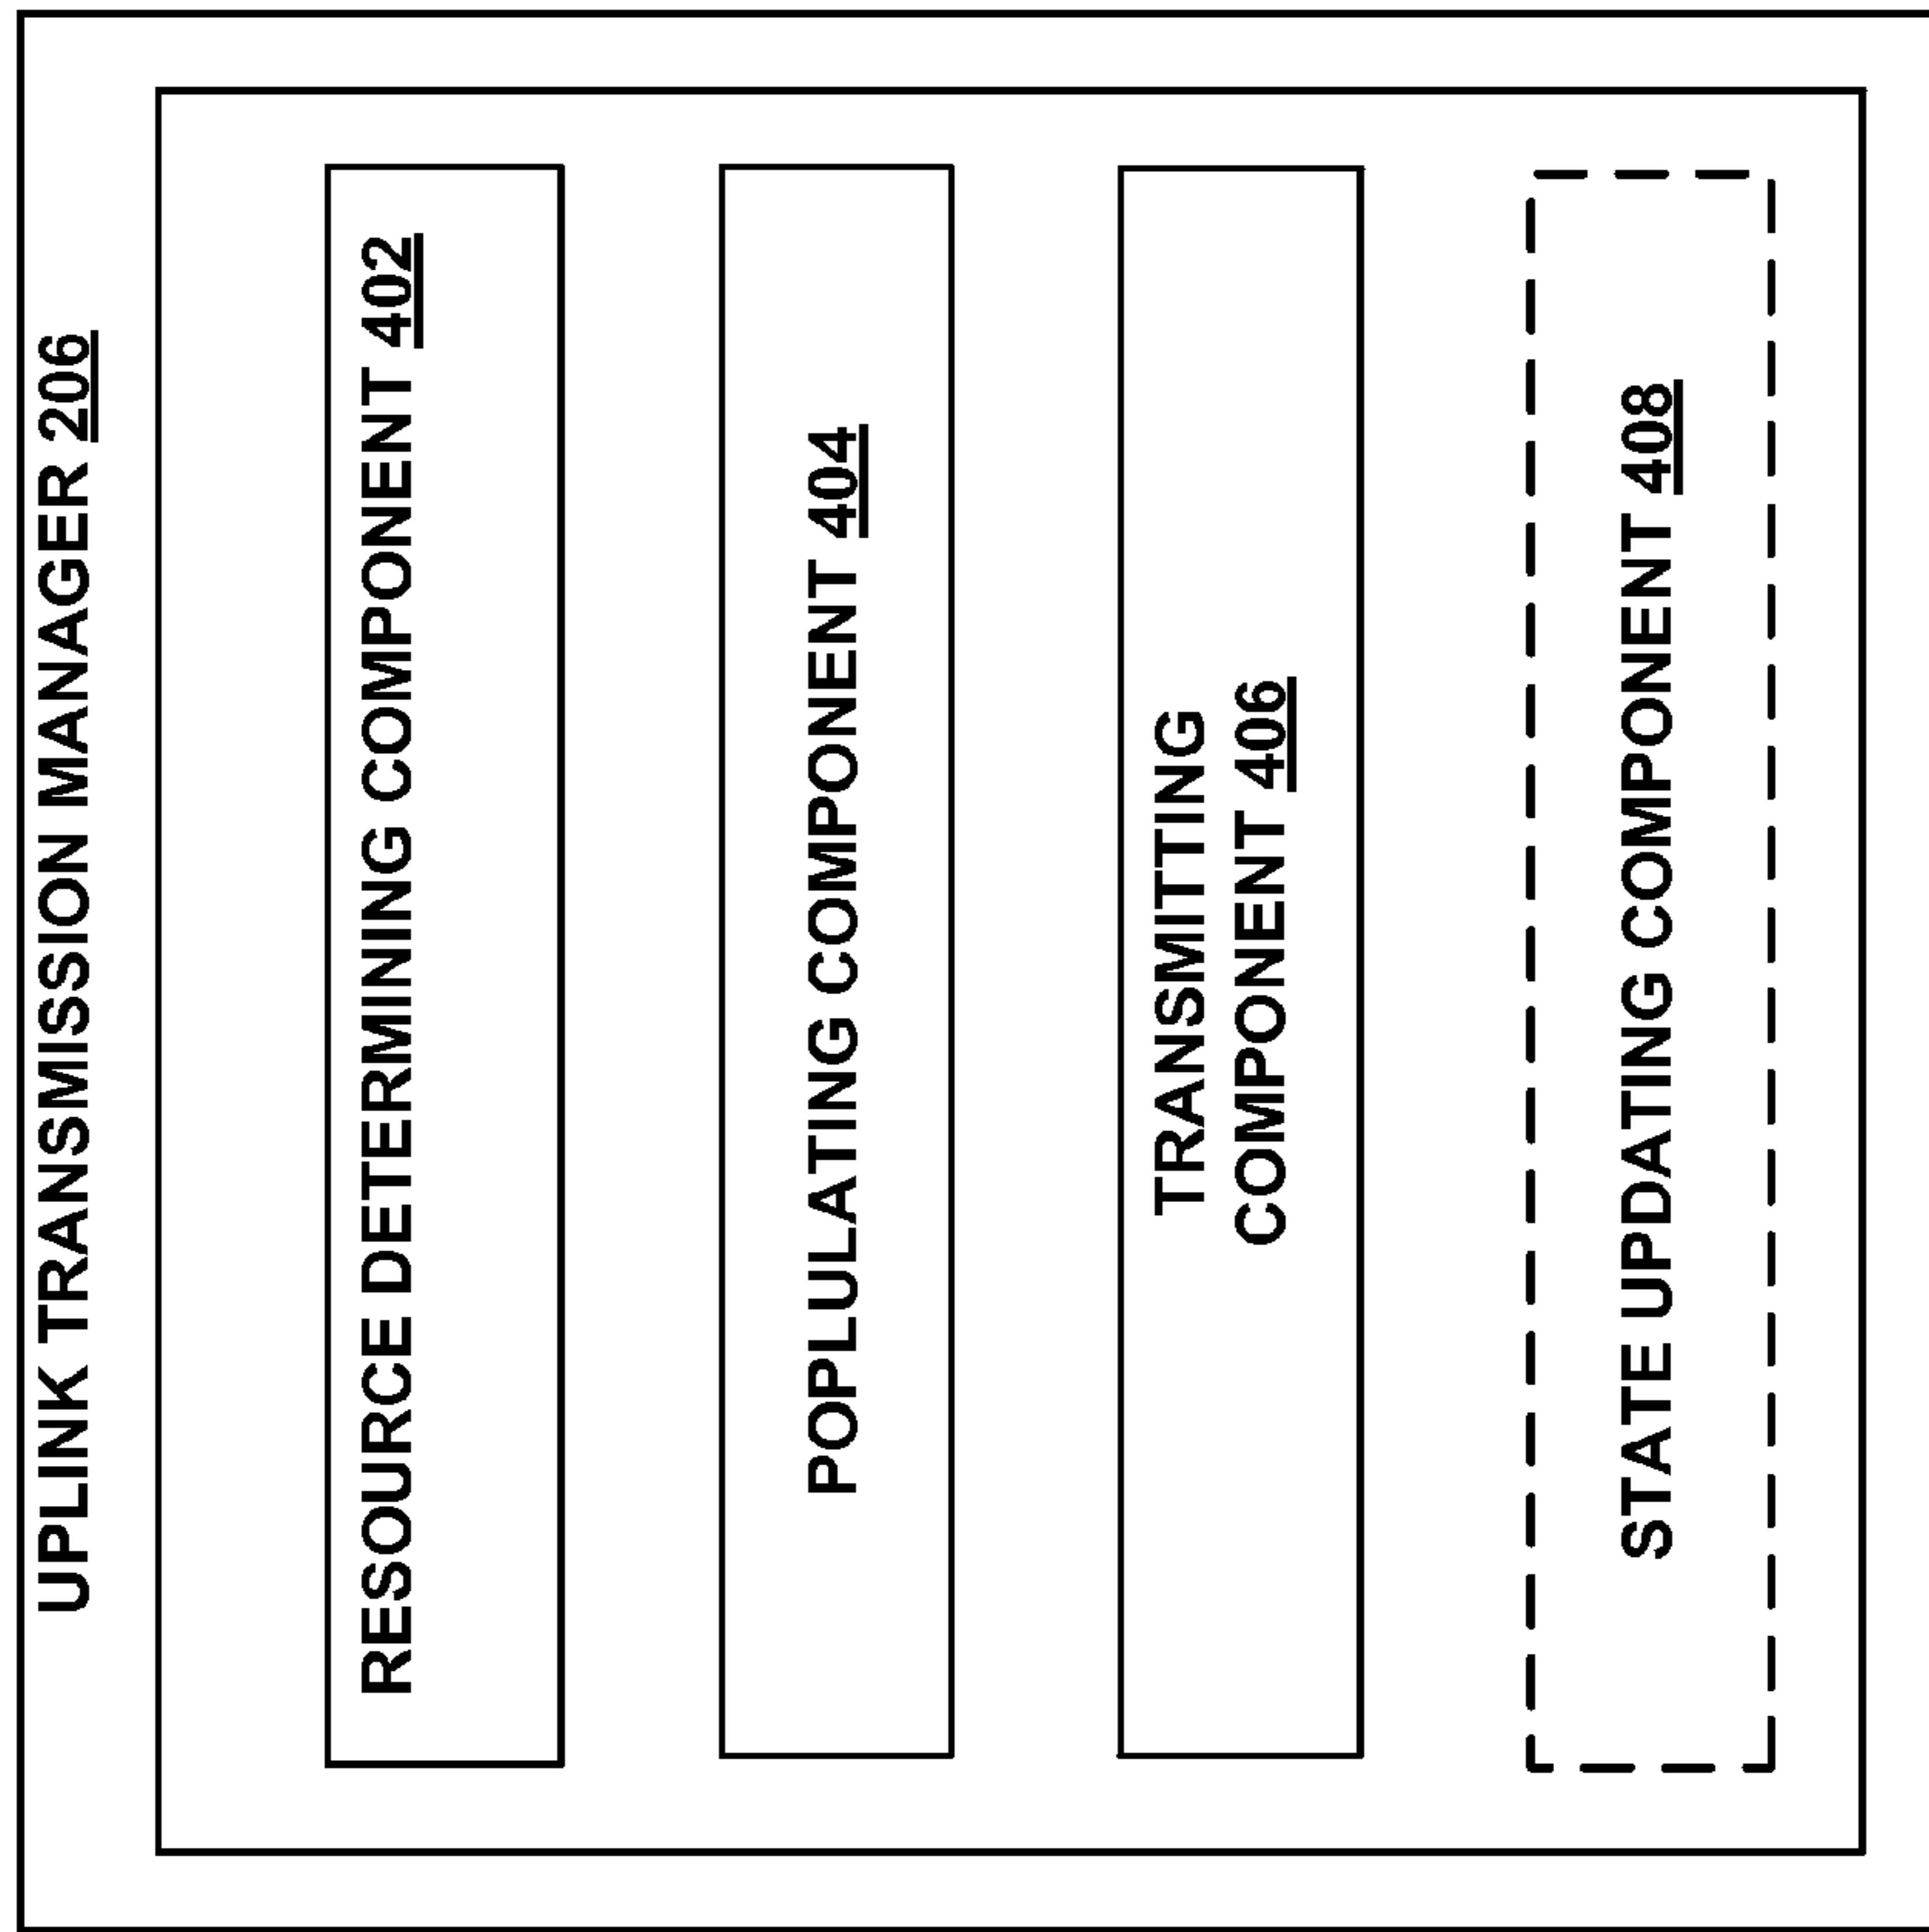 UPLINK TRANSMISSION MANAGER 206
RESOURCE DETERMINING COMPONENT 402
POPLULATING COMPONENT 404
TRANSMITTING
COMPONENT 406
STATE UPDATING COMPONENT 408